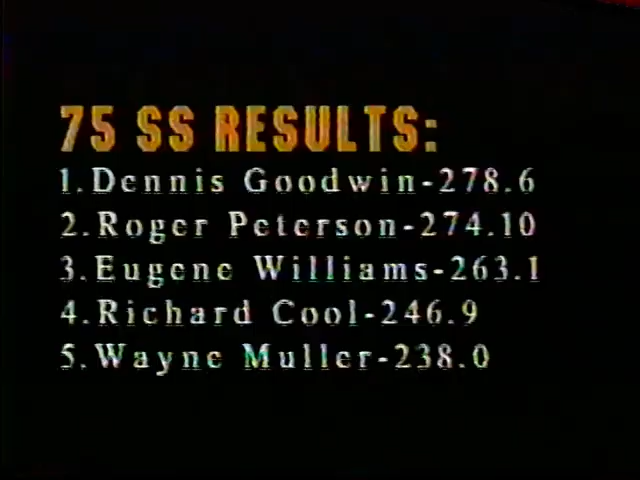 75 SS RESULTS:
1.Dennis Goodwin-278.6
2.Roger Peterson-274.10
3.Eugene Williams-263.1
4.Richard Cool-246.9
5.Wayne Muller-238.0